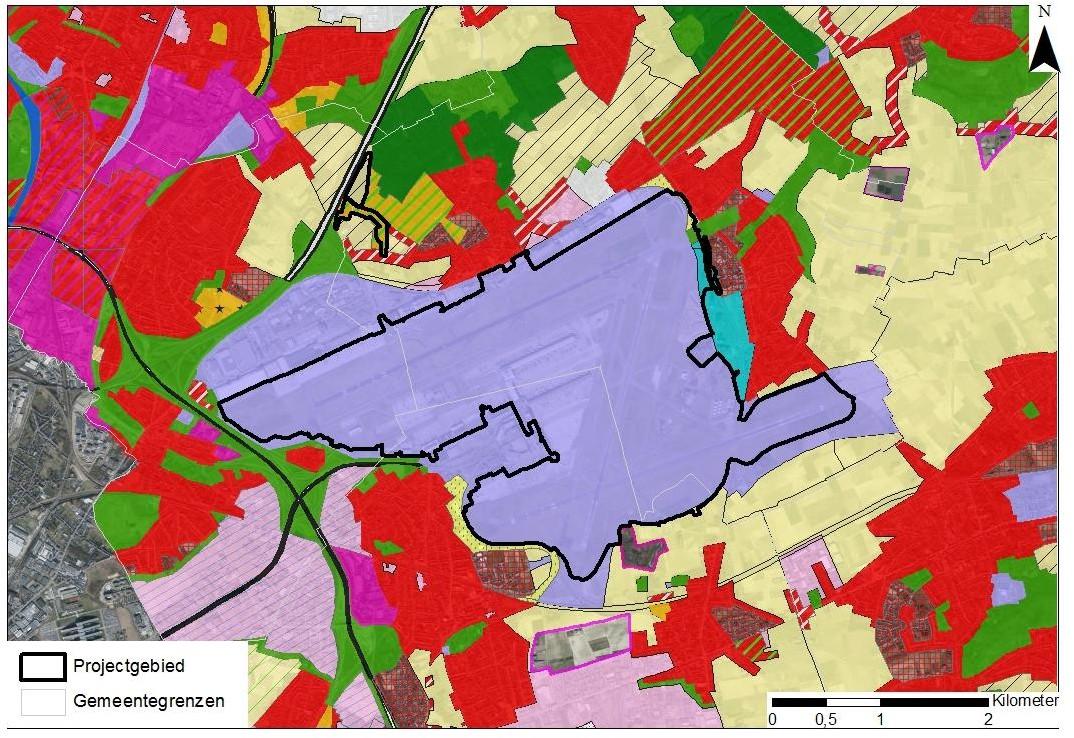 N
Projectgebied
Gemeentegrenzen
Kilometer
0 0,5 1 2